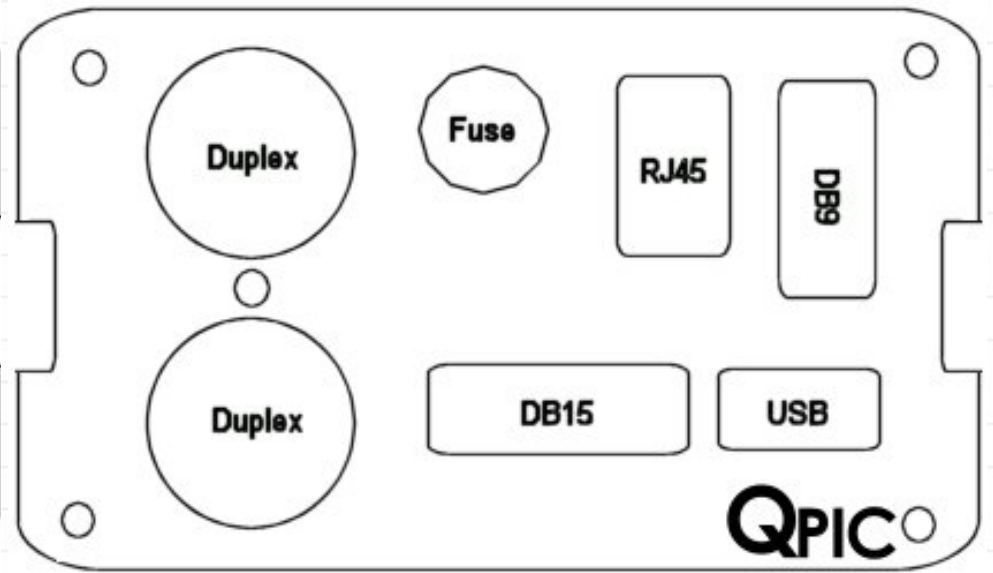 Duplex
Fuse
RJ45
DB9
Duplex
DB15
USB
QPIC